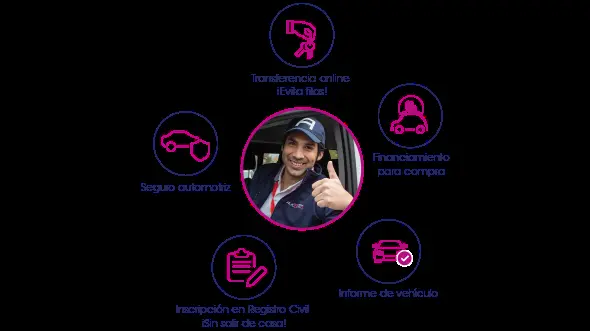 Transferencia online
¡Evita filas!
Financiamiento
para compra
Seguro automotriz
Informe de vehículo
Inscripción en Registro Civil
¡Sin salir de casa!